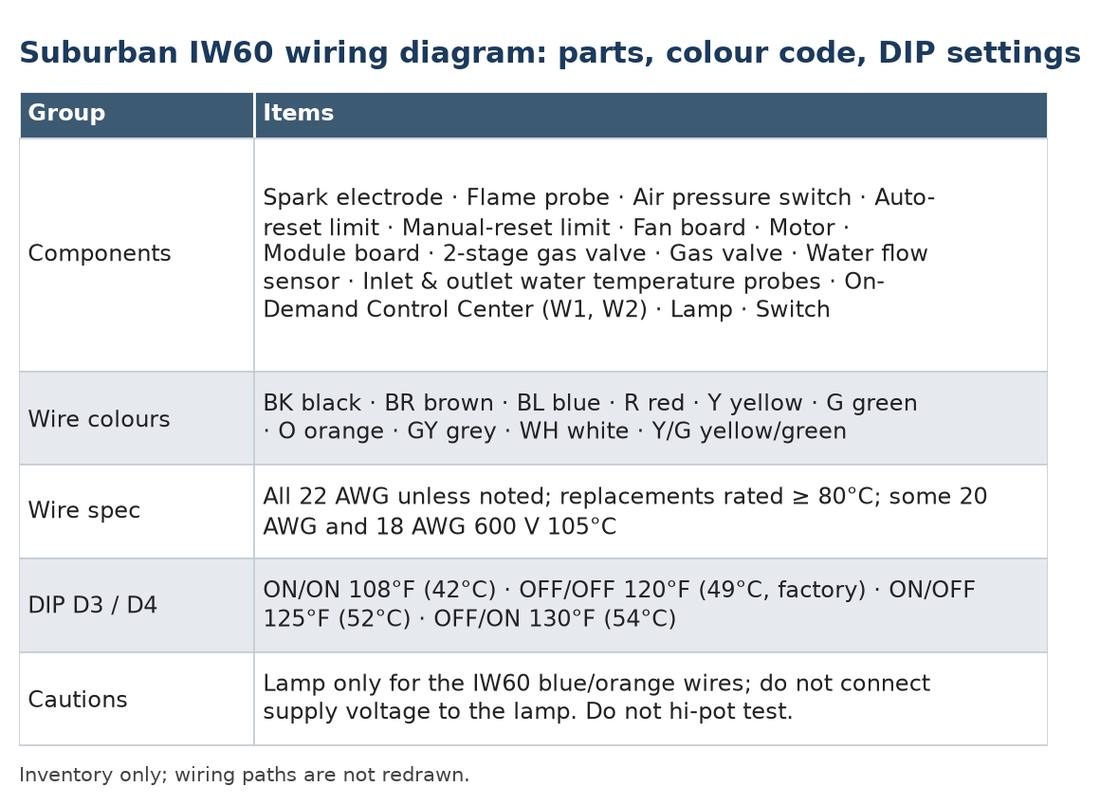 Suburban IW60 wiring diagram: parts, colour code, DIP settings
Group
Items
Components
Spark electrode · Flame probe · Air pressure switch · Auto-
reset limit · Manual-reset limit · Fan board · Motor ·
Module board · 2-stage gas valve · Gas valve · Water flow
sensor · Inlet & outlet water temperature probes · On-
Demand Control Center (W1, W2) · Lamp · Switch
Wire colours
BK black · BR brown · BL blue · R red · Y yellow · G green
· O orange · GY grey · WH white · Y/G yellow/green
Wire spec
All 22 AWG unless noted; replacements rated ≥ 80°C; some 20
AWG and 18 AWG 600 V 105°C
DIP D3 / D4
ON/ON 108°F (42°C) · OFF/OFF 120°F (49°C, factory) · ON/OFF
125°F (52°C) · OFF/ON 130°F (54°C)
Cautions
Lamp only for the IW60 blue/orange wires; do not connect
supply voltage to the lamp. Do not hi-pot test.
Inventory only; wiring paths are not redrawn.